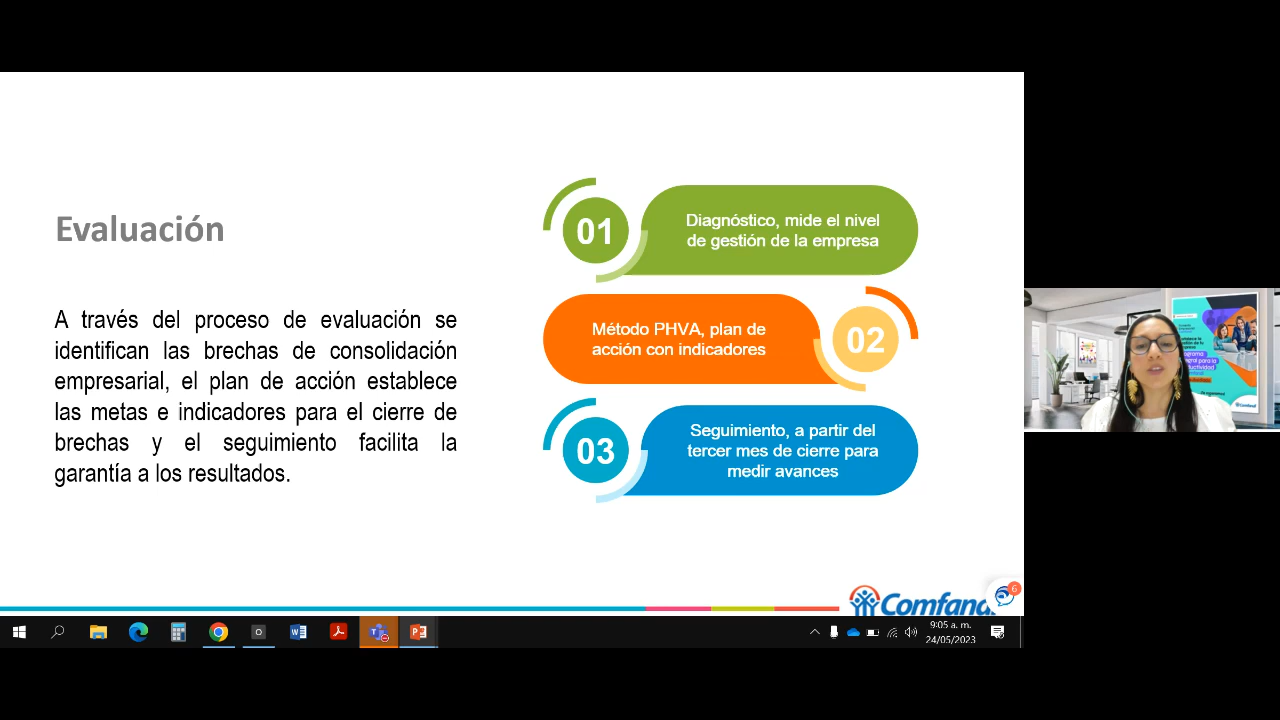 Evaluación
A través del proceso de evaluación se
identifican las brechas de consolidación
empresarial, el plan de acción establece
las metas e indicadores para el cierre de
brechas y el seguimiento facilita la
garantía a los resultados.
01
Diagnóstico, mide el nivel
de gestión de la empresa
Método PHVA, plan de
acción con indicadores
02
03
Seguimiento, a partir del
tercer mes de cierre para
medir avances
6
9:05 a. m.
24/05/2023